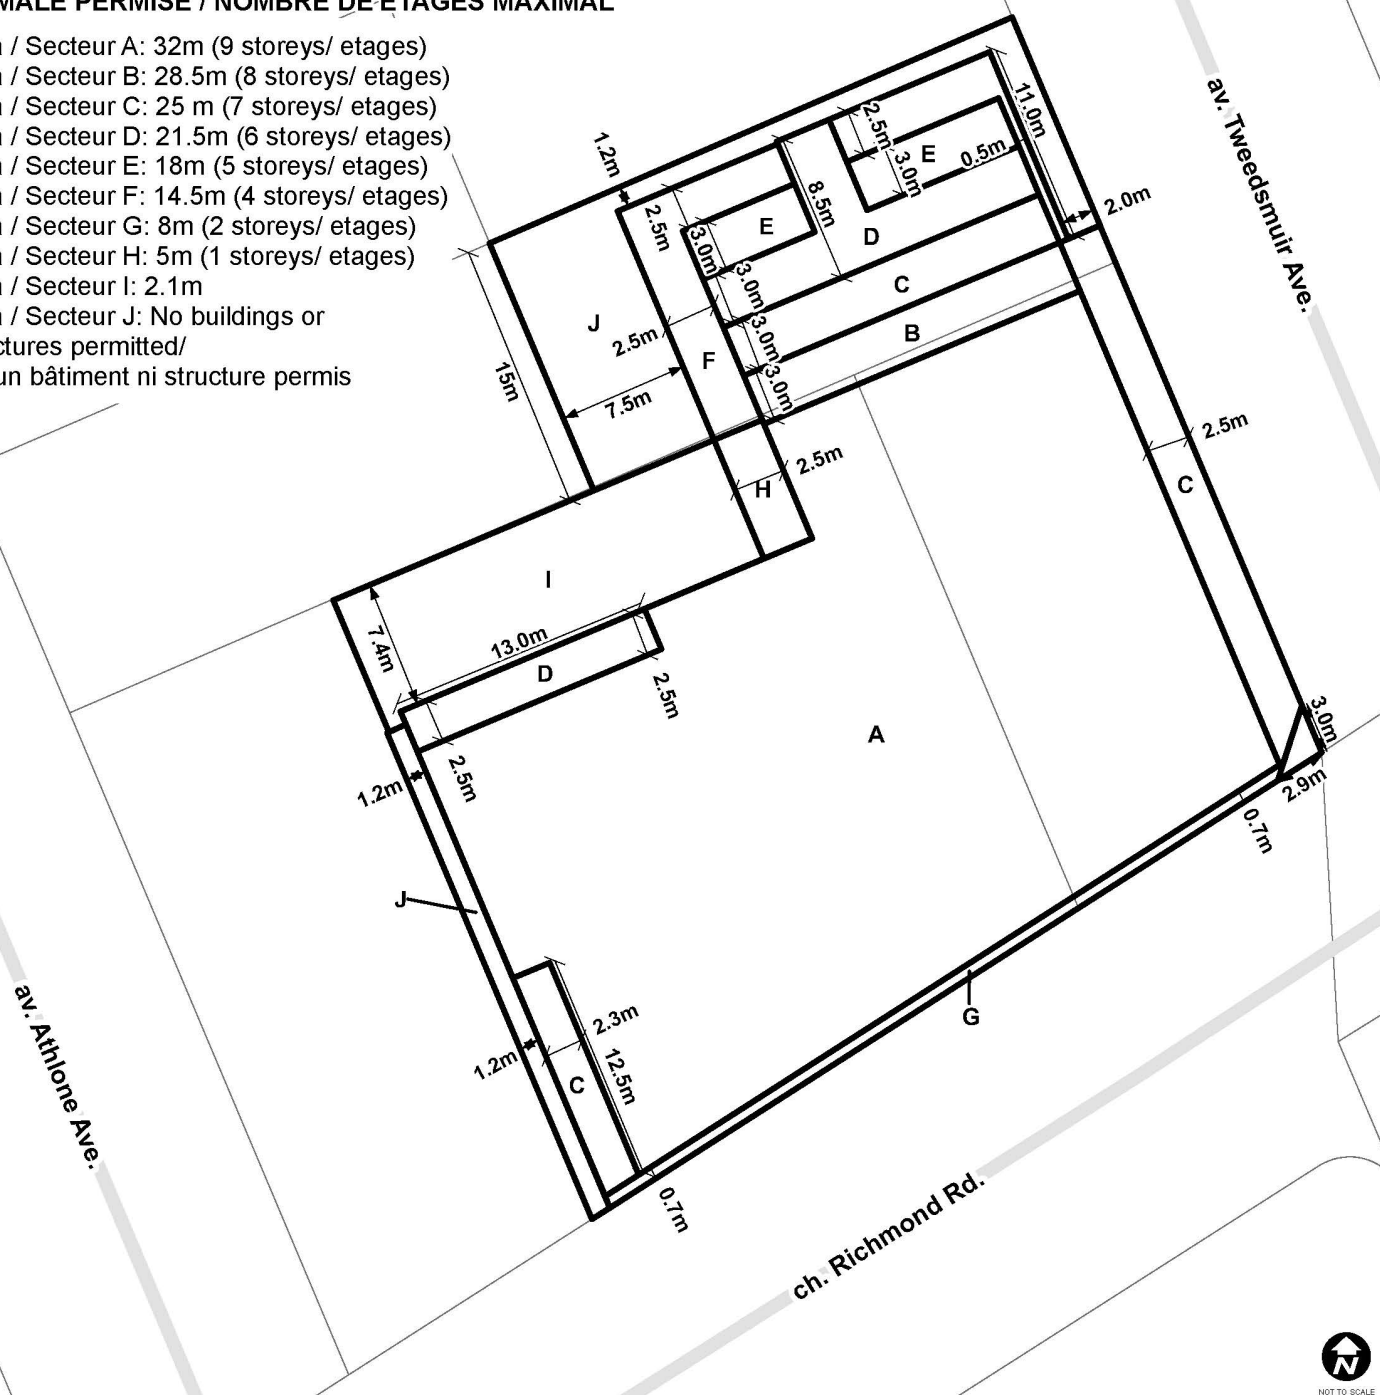 MALE PERMISE / NOMBRE DE ETAGES MAXIMAL
/ Secteur A: 32m (9 storeys/ etages)
/ Secteur B: 28.5m (8 storeys/ etages)
/ Secteur C: 25 m (7 storeys/ etages)
/ Secteur D: 21.5m (6 storeys/ etages)
/ Secteur E: 18m (5 storeys/ etages)
/ Secteur F: 14.5m (4 storeys/ etages)
/ Secteur G: 8m (2 storeys/ etages)
/ Secteur H: 5m (1 storeys/ etages)
/ Secteur I: 2.1m
/ Secteur J: No buildings or
ctures permitted/
un bâtiment ni structure permis
av. Tweedsmuir Ave.
11.0m
2.5m
3.0m
E
0.5m
1.2m
2.5m
8.5m
2.0m
E
D
3.0m
3.0m
C
J
2.5m
3.0m
B
F
15m
7.5m
3.0m
2.5m
2.5m
H
C
I
7.4m
13.0m
D
2.5m
2.5m
1.2m
A
3.0m
2.9m
0.7m
J
G
2.3m
1.2m
12.5m
C
0.7m
av. Athlone Ave.
ch. Richmond Rd.
N
NOT TO SCALE